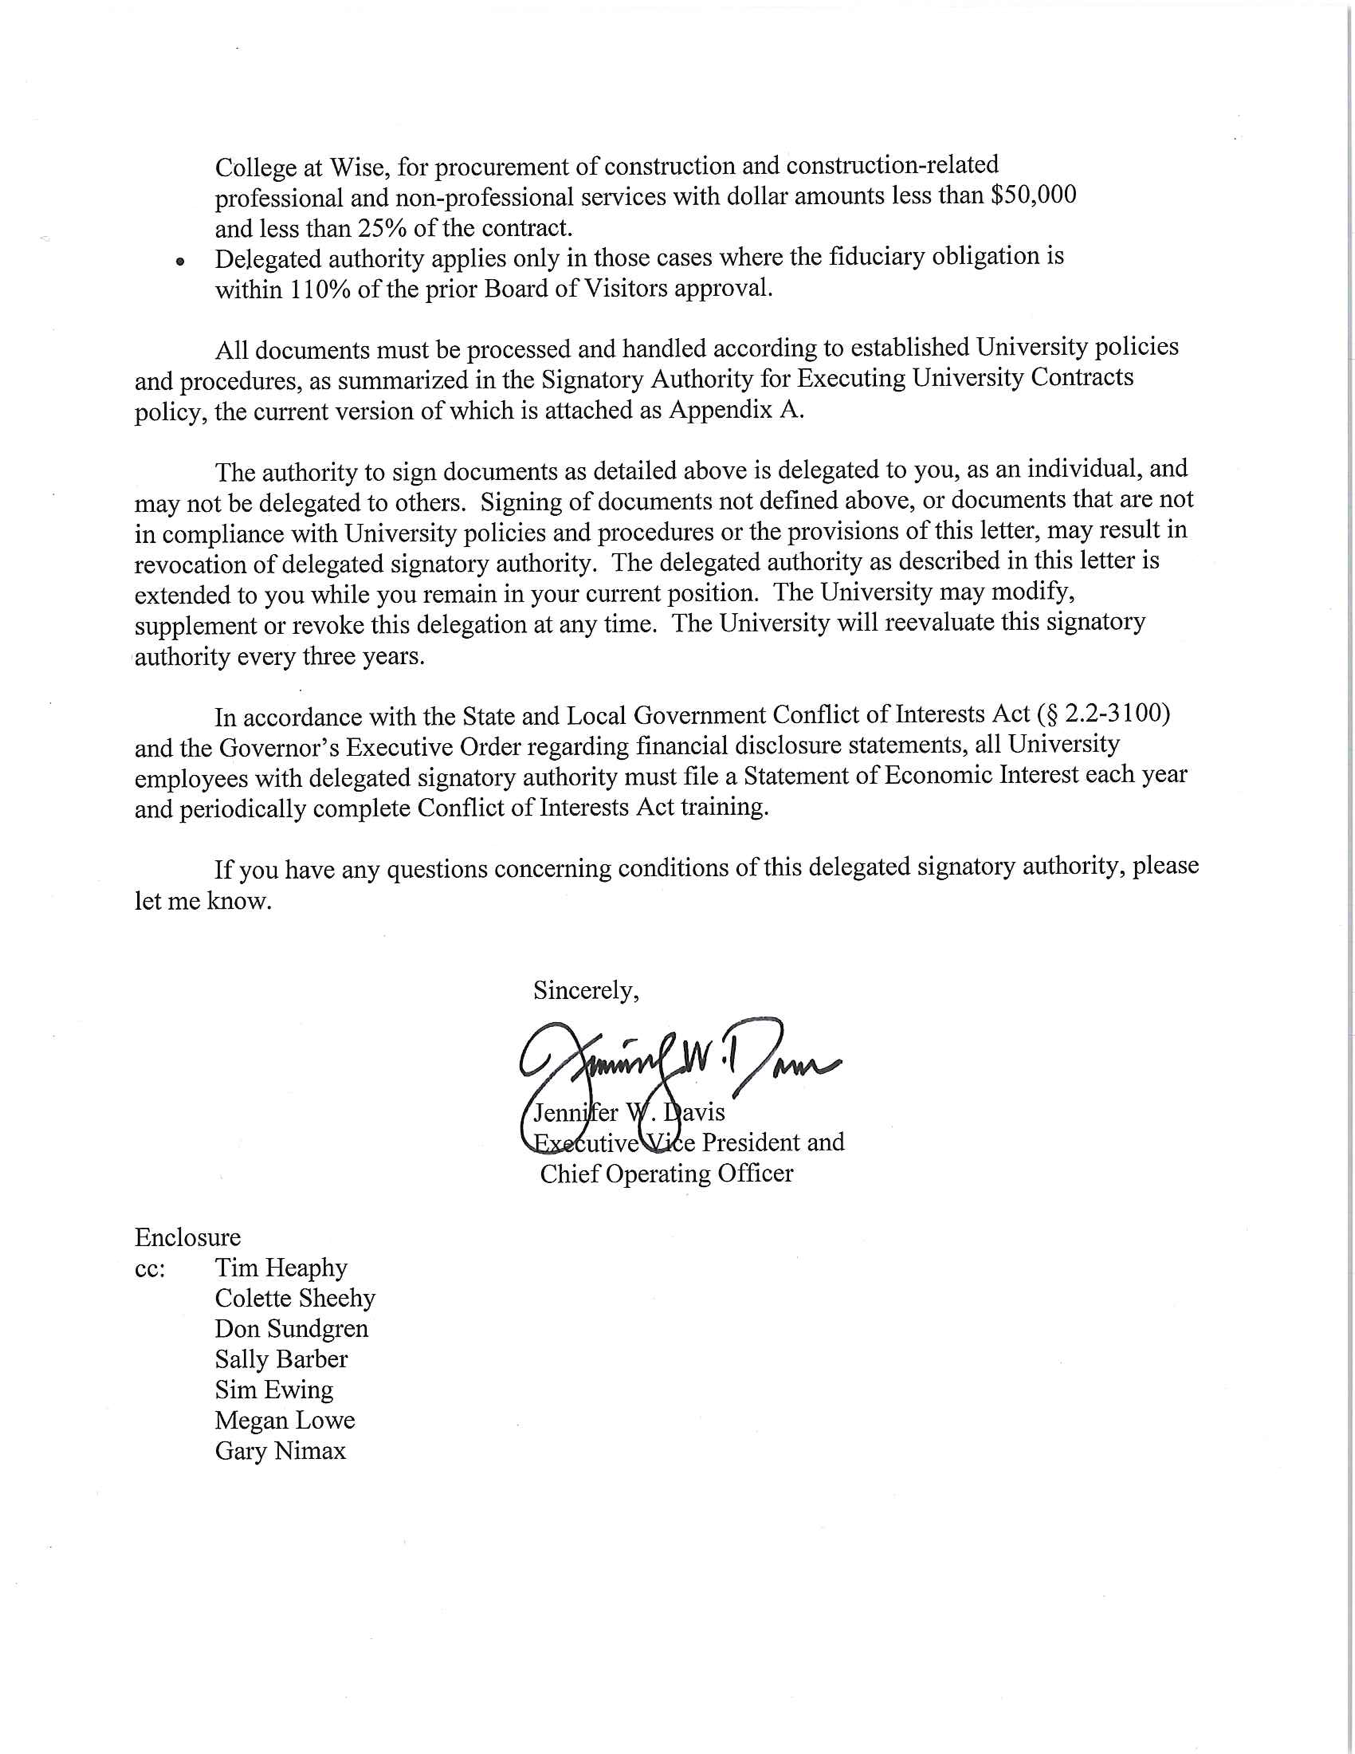 College at Wise, for procurement of construction and construction-related
professional and non-professional services with dollar amounts less than $50,000
and less than 25% of the contract.
• Delegated authority applies only in those cases where the fiduciary obligation is
within 110% of the prior Board of Visitors approval.
All documents must be processed and handled according to established University policies
and procedures, as summarized in the Signatory Authority for Executing University Contracts
policy, the current version of which is attached as Appendix A.
The authority to sign documents as detailed above is delegated to you, as an individual, and
may not be delegated to others. Signing of documents not defined above, or documents that are not
in compliance with University policies and procedures or the provisions of this letter, may result in
revocation of delegated signatory authority. The delegated authority as described in this letter is
extended to you while you remain in your current position. The University may modify,
supplement or revoke this delegation at any time. The University will reevaluate this signatory
authority every three years.
In accordance with the State and Local Government Conflict of Interests Act (§ 2.2-3100)
and the Governor's Executive Order regarding financial disclosure statements, all University
employees with delegated signatory authority must file a Statement of Economic Interest each year
and periodically complete Conflict of Interests Act training.
If you have any questions concerning conditions of this delegated signatory authority, please
let me know.
Sincerely,
Jennifer W. Davis
Jennifer W. Davis
Executive Vice President and
Chief Operating Officer
Enclosure
cc: Tim Heaphy
Colette Sheehy
Don Sundgren
Sally Barber
Sim Ewing
Megan Lowe
Gary Nimax